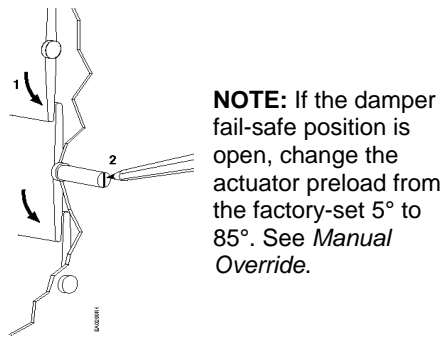 1
2
NOTE: If the damper
fail-safe position is
open, change the
actuator preload from
the factory-set 5° to
85°. See Manual
Override.